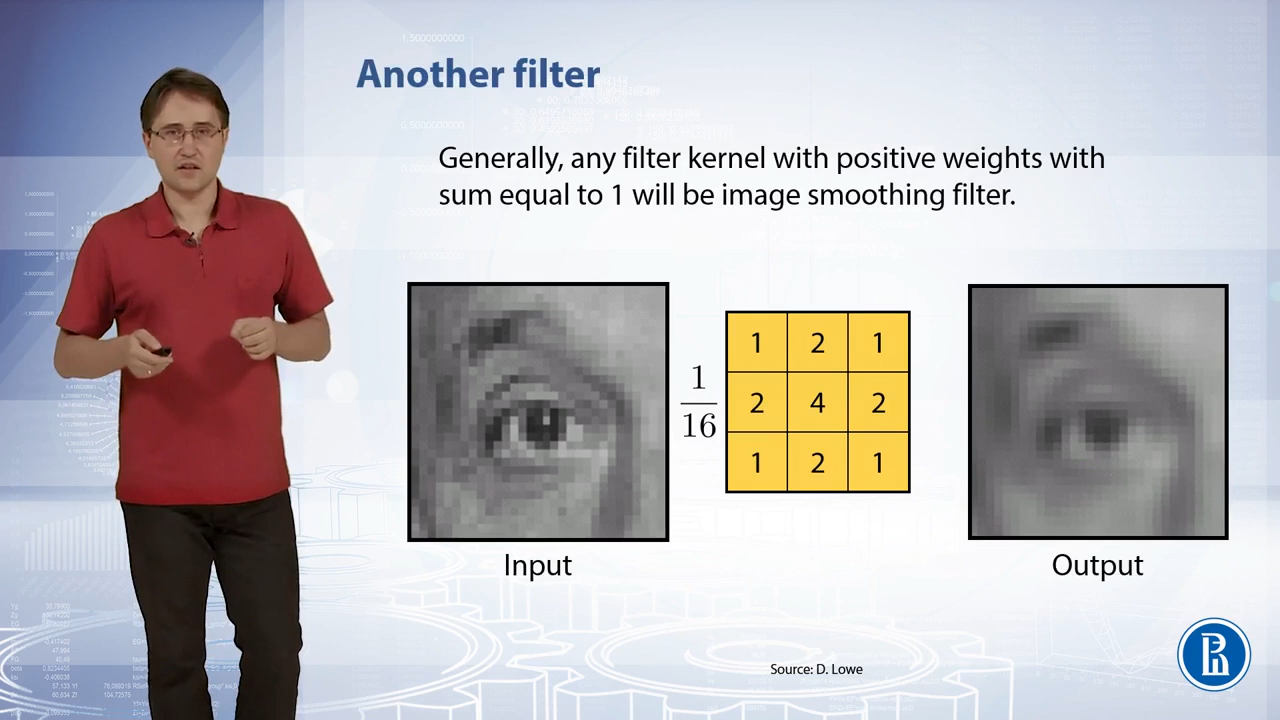 Another filter
Generally, any filter kernel with positive weights with
sum equal to 1 will be image smoothing filter.
1
16
1 2 1
2 4 2
1 2 1
Input
Output
Source: D. Lowe